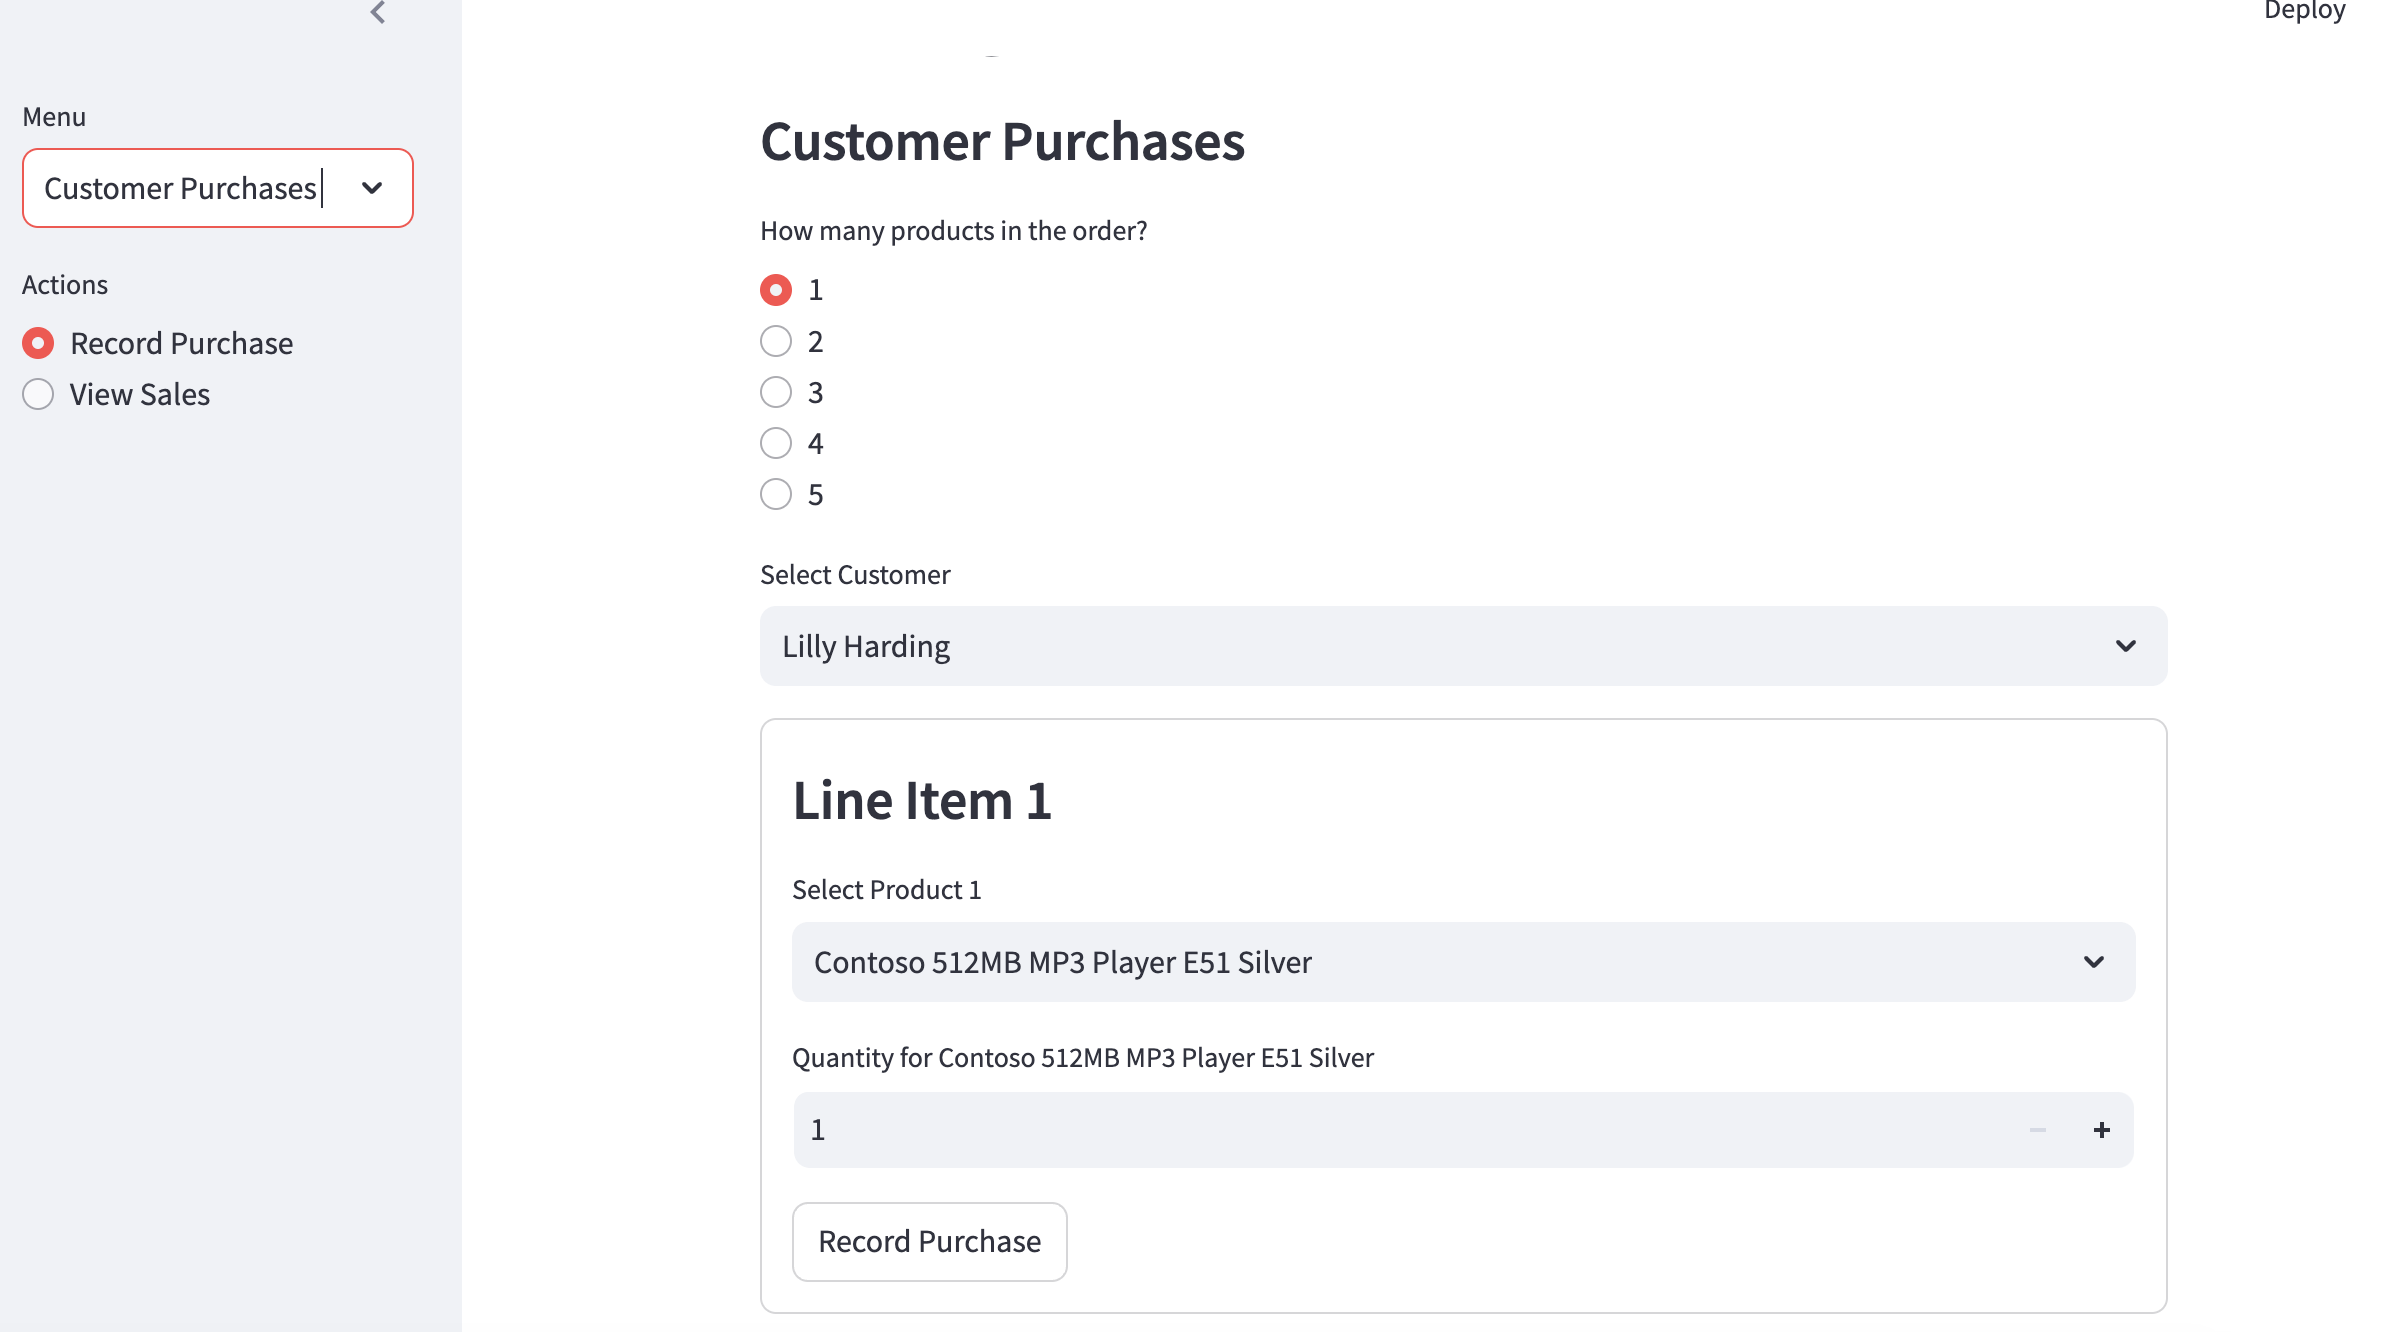 Deploy
Menu
Customer Purchases
Actions
Record Purchase
View Sales
Customer Purchases
How many products in the order?
1
2
3
4
5
Select Customer
Lilly Harding
Line Item 1
Select Product 1
Contoso 512MB MP3 Player E51 Silver
Quantity for Contoso 512MB MP3 Player E51 Silver
1
Record Purchase